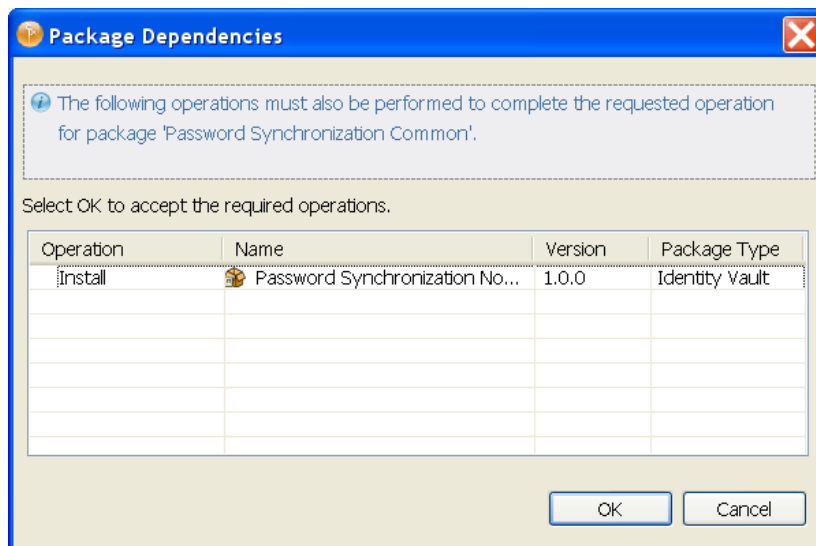 Package Dependencies
The following operations must also be performed to complete the requested operation
for package 'Password Synchronization Common'.
Select OK to accept the required operations.
Operation Name Version Package Type
Install Password Synchronization No... 1.0.0 Identity Vault
OK Cancel